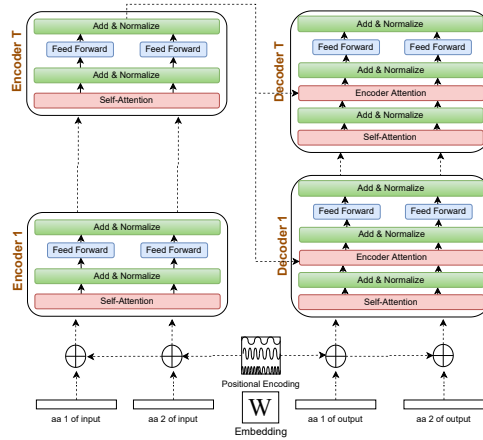 Encoder T
Add & Normalize
Feed Forward
Feed Forward
Add & Normalize
Self-Attention
Encoder 1
Add & Normalize
Feed Forward
Feed Forward
Add & Normalize
Self-Attention
Decoder T
Add & Normalize
Feed Forward
Feed Forward
Add & Normalize
Encoder Attention
Add & Normalize
Self-Attention
Decoder 1
Add & Normalize
Feed Forward
Feed Forward
Add & Normalize
Encoder Attention
Add & Normalize
Self-Attention
Positional Encoding
W
Embedding
aa 1 of input
aa 2 of input
aa 1 of output
aa 2 of output